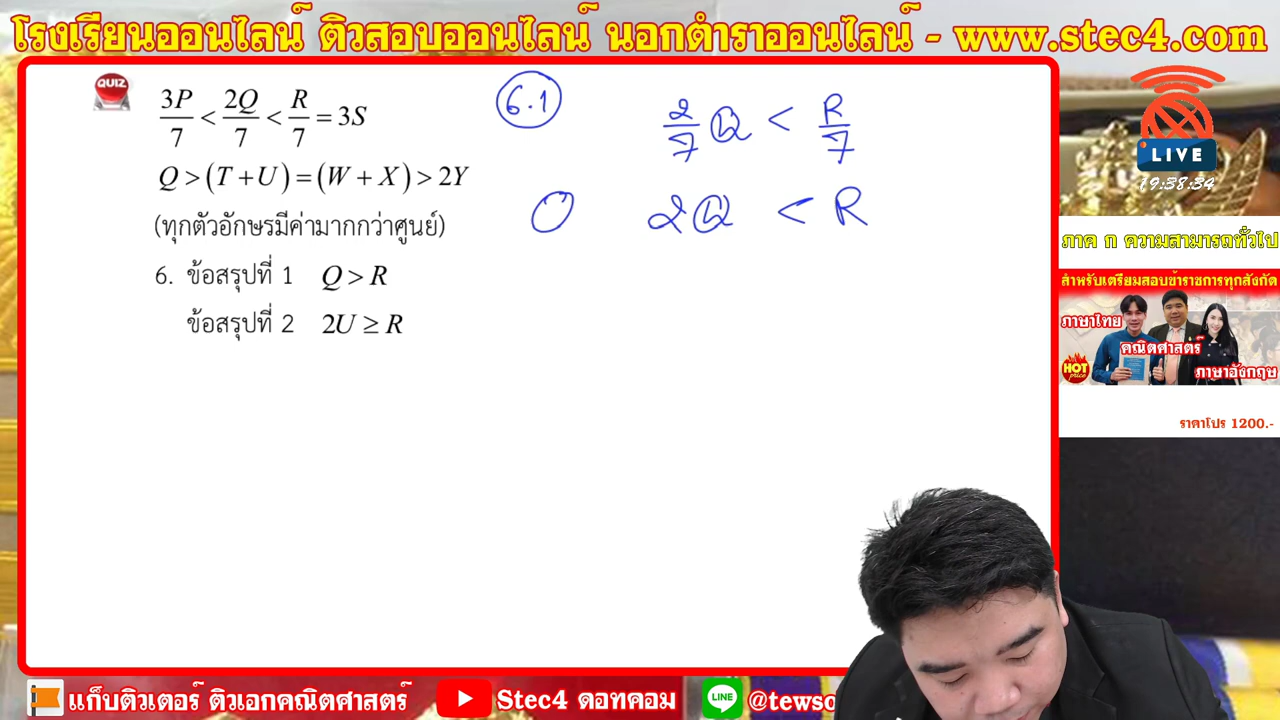 โรงเรียนออนไลน์ ติวสอบออนไลน์ นอกตำราออนไลน์ - www.stec4.com
QUIZ
3P/7 < 2Q/7 < R/7 = 3S
Q > (T + U) = (W + X) > 2Y
(ทุกตัวอักษรมีค่ามากกว่าศูนย์)
6. ข้อสรุปที่ 1 Q > R
ข้อสรุปที่ 2 2U ≥ R
6.1
2/7 Q < R/7
2Q < R
LIVE
19:38:34
ภาค ก ความสามารถทั่วไป
สำหรับเตรียมสอบข้าราชการทุกสังกัด
ภาษาไทย
คณิตศาสตร์
ภาษาอังกฤษ
HOT
price
ราคาโปร 1200.-
แก็บติวเตอร์ ติวเอกคณิตศาสตร์
Stec4 ดอทคอม
LINE